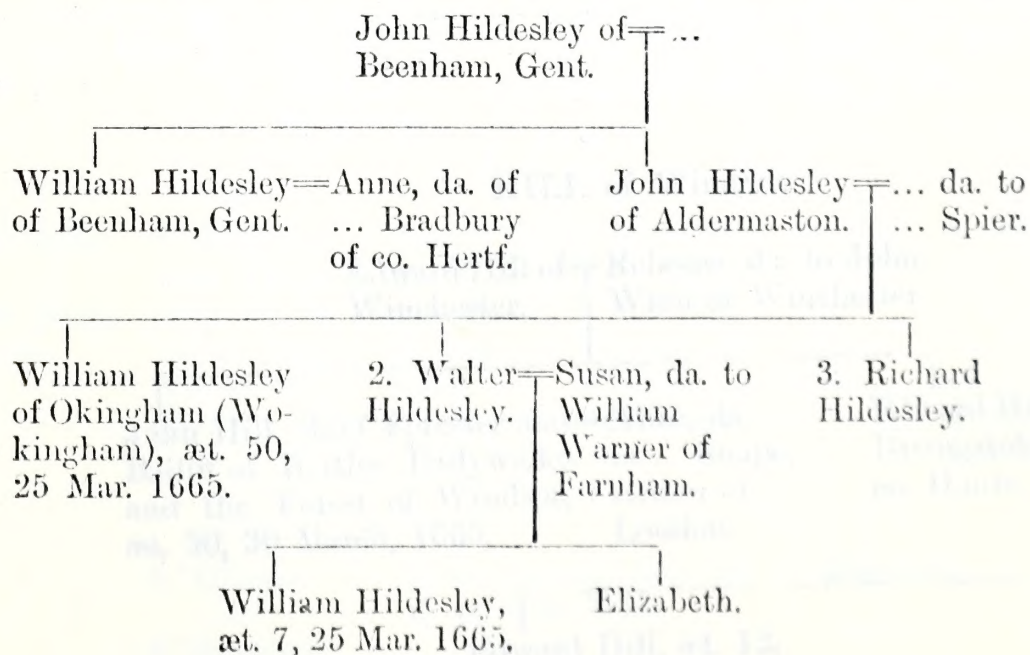 John Hildesley of=...
Beenham, Gent.
William Hildesley=Anne, da. of
of Beenham, Gent. ... Bradbury
of co. Hertf.
John Hildesley=... da. to
of Aldermaston. ... Spier.
William Hildesley
of Okingham (Wo-
kingham), æt. 50,
25 Mar. 1665.
2. Walter=Susan, da. to
Hildesley. William
Warner of
Farnham.
3. Richard
Hildesley.
William Hildesley,
æt. 7, 25 Mar. 1665.
Elizabeth.